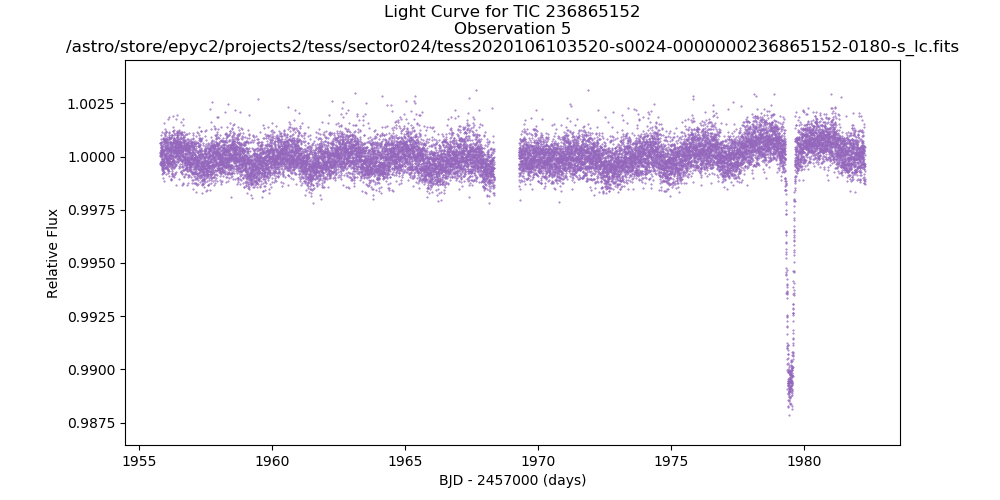 Light Curve for TIC 236865152
Observation 5
/astro/store/epyc2/projects2/tess/sector024/tess2020106103520-s0024-0000000236865152-0180-s_lc.fits
Relative Flux
1.0025
1.0000
0.9975
0.9950
0.9925
0.9900
0.9875
1955
1960
1965
1970
1975
1980
BJD - 2457000 (days)